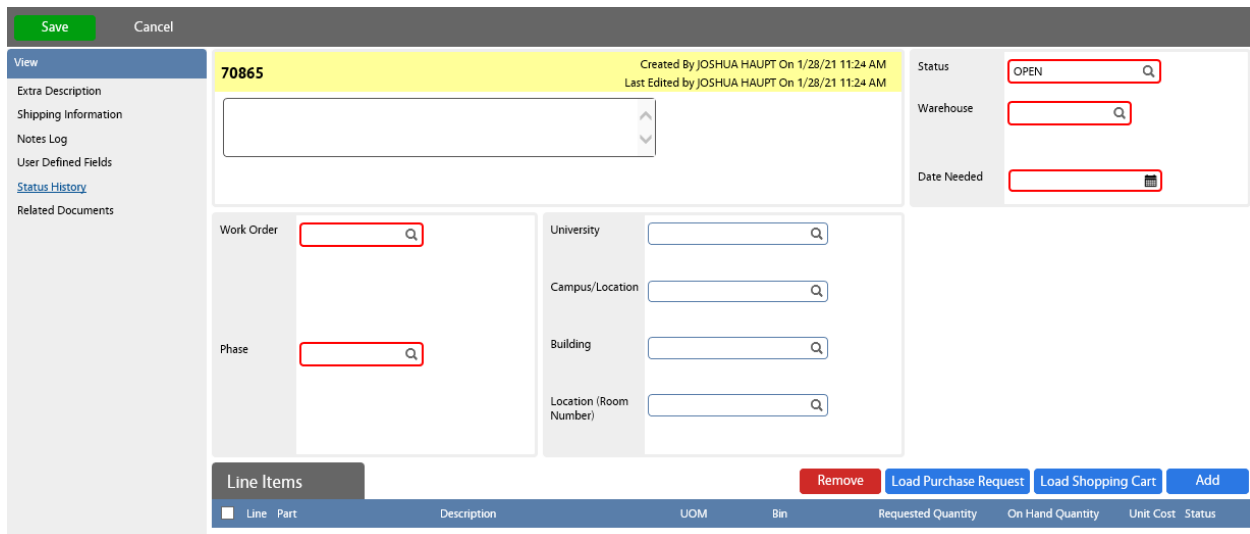 Save Cancel
View
Extra Description
Shipping Information
Notes Log
User Defined Fields
Status History
Related Documents
70865
Created By JOSHUA HAUPT On 1/28/21 11:24 AM
Last Edited by JOSHUA HAUPT On 1/28/21 11:24 AM
Status OPEN
Warehouse
Date Needed
Work Order
Phase
University
Campus/Location
Building
Location (Room
Number)
Line Items
Remove Load Purchase Request Load Shopping Cart Add
Line Part Description UOM Bin Requested Quantity On Hand Quantity Unit Cost Status